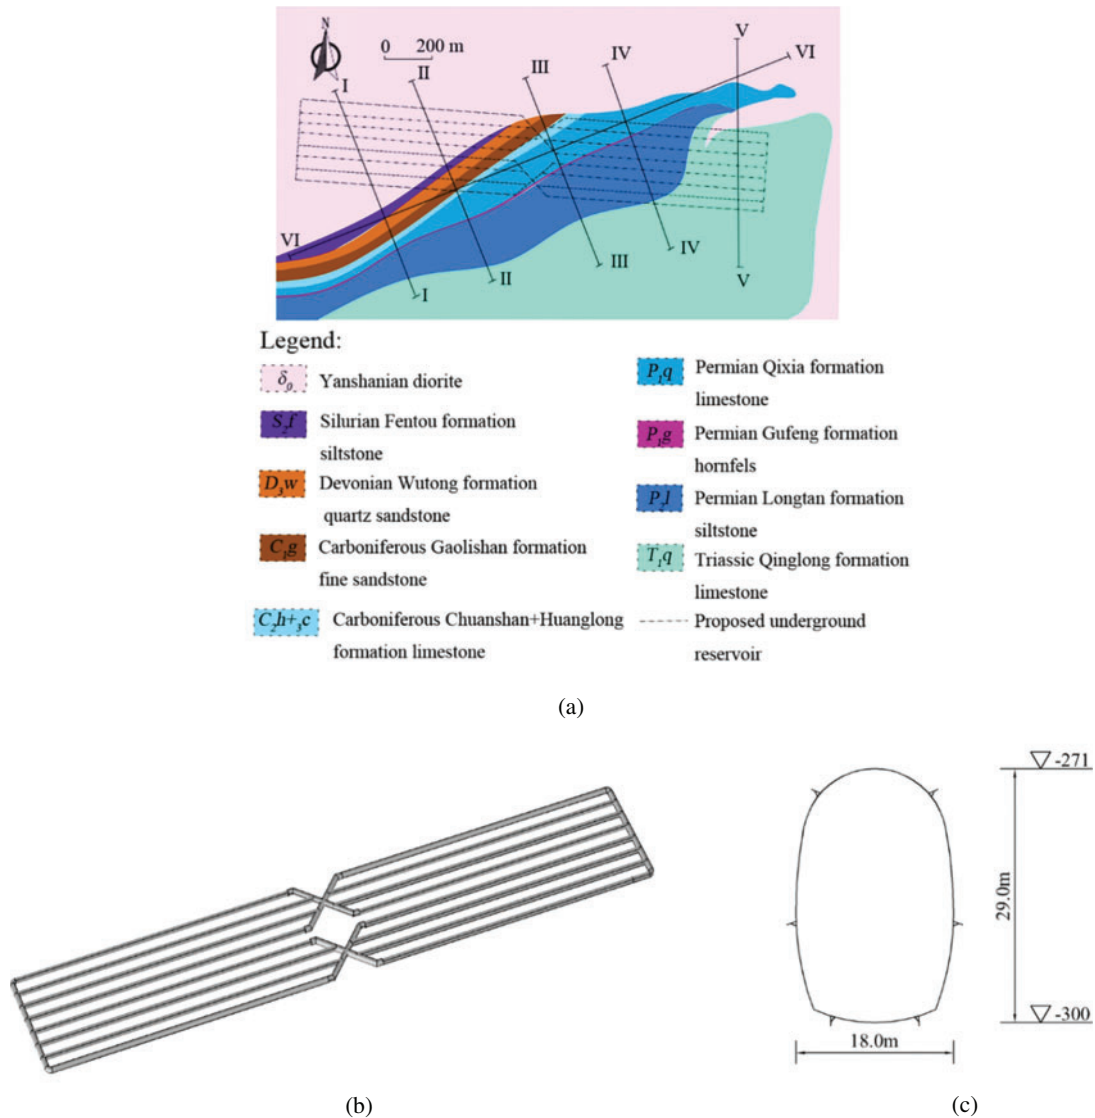 N
0 200 m
I
II
III
IV
V
VI
VI
I
II
III
IV
V
Legend:
δ₀ Yanshanian diorite
S₂f Silurian Fentou formation
siltstone
D₃w Devonian Wutong formation
quartz sandstone
C₁g Carboniferous Gaolishan formation
fine sandstone
C₂h+₃c Carboniferous Chuanshan+Huanglong
formation limestone
P₁q Permian Qixia formation
limestone
P₁g Permian Gufeng formation
hornfels
P₂l Permian Longtan formation
siltstone
T₁q Triassic Qinglong formation
limestone
Proposed underground
reservoir
(a)
-271
29.0m
-300
18.0m
(b)
(c)